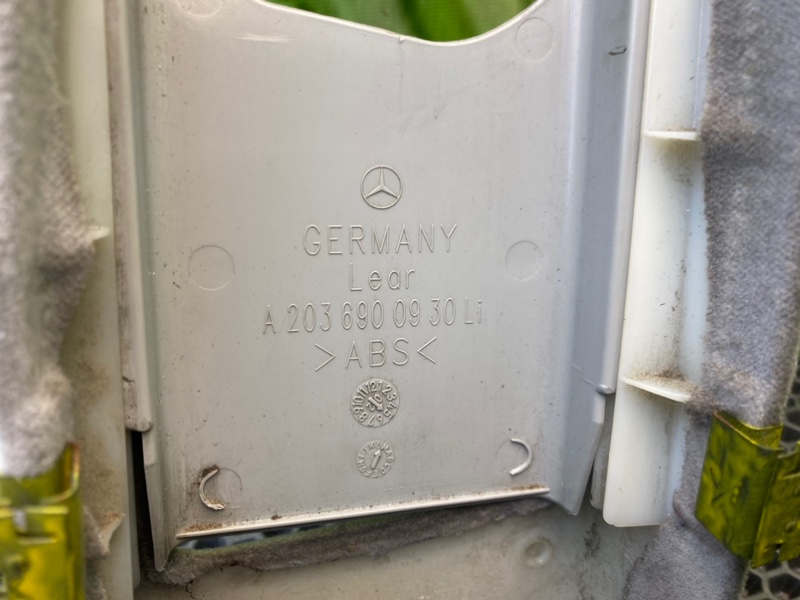 GERMANY
Lear
A 203 690 09 30 Li
>ABS<